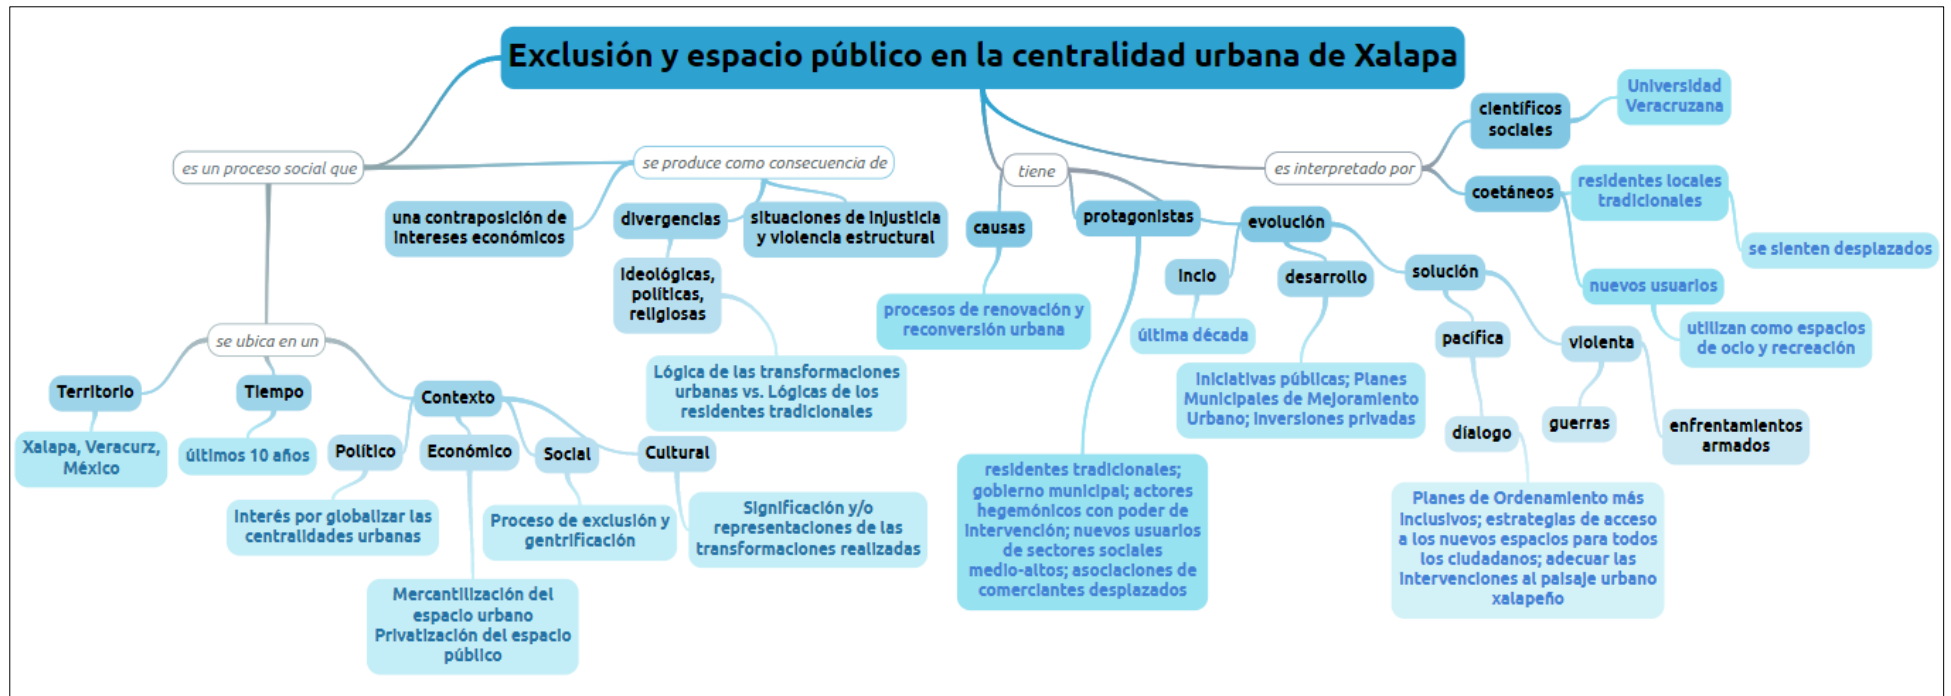 Exclusión y espacio público en la centralidad urbana de Xalapa
es un proceso social que
se produce como consecuencia de
una contraposición de
intereses económicos
divergencias
situaciones de injusticia
y violencia estructural
ideológicas,
políticas,
religiosas
Lógica de las transformaciones
urbanas vs. Lógicas de los
residentes tradicionales
se ubica en un
Territorio
Xalapa, Veracurz,
México
Tiempo
últimos 10 años
Contexto
Político
Interés por globalizar las
centralidades urbanas
Económico
Mercantilización del
espacio urbano
Privatización del espacio
público
Social
Proceso de exclusión y
gentrificación
Cultural
Significación y/o
representaciones de las
transformaciones realizadas
tiene
causas
procesos de renovación y
reconversión urbana
protagonistas
residentes tradicionales;
gobierno municipal; actores
hegemónicos con poder de
intervención; nuevos usuarios
de sectores sociales
medio-altos; asociaciones de
comerciantes desplazados
evolución
incio
última década
desarrollo
Iniciativas públicas; Planes
Municipales de Mejoramiento
Urbano; inversiones privadas
solución
pacífica
díalogo
Planes de Ordenamiento más
inclusivos; estrategias de acceso
a los nuevos espacios para todos
los ciudadanos; adecuar las
intervenciones al paisaje urbano
xalapeño
violenta
guerras
enfrentamientos
armados
es interpretado por
científicos
sociales
Universidad
Veracruzana
coetáneos
residentes locales
tradicionales
se sienten desplazados
nuevos usuarios
utilizan como espacios
de ocio y recreación